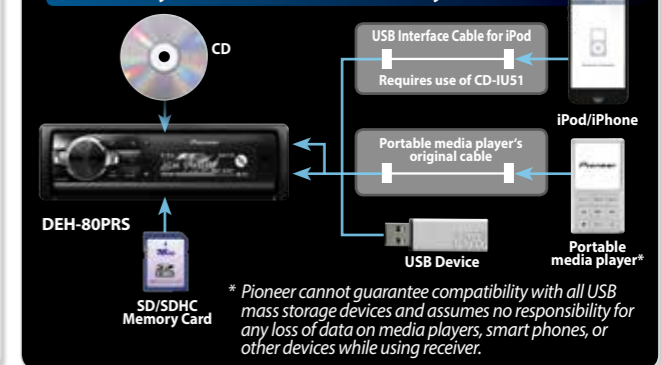 CD
USB Interface Cable for iPod
Requires use of CD-IU51
iPod/iPhone
Pioneer
Portable media player's
original cable
Pioneer
DEH-80PRS
USB Device
Portable
media player*
SD/SDHC
Memory Card
* Pioneer cannot guarantee compatibility with all USB
mass storage devices and assumes no responsibility for
any loss of data on media players, smart phones, or
other devices while using receiver.